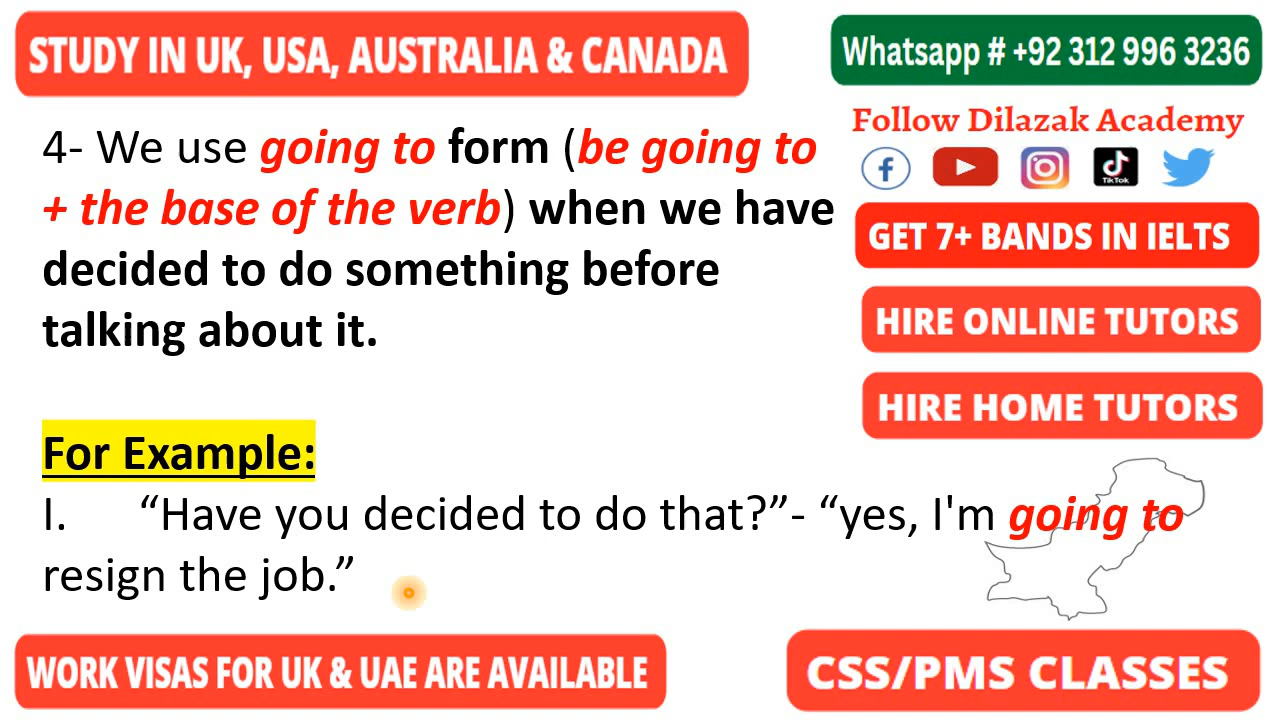 STUDY IN UK, USA, AUSTRALIA & CANADA
Whatsapp # +92 312 996 3236
Follow Dilazak Academy
TikTok
4- We use going to form (be going to
+ the base of the verb) when we have
decided to do something before
talking about it.
GET 7+ BANDS IN IELTS
HIRE ONLINE TUTORS
HIRE HOME TUTORS
For Example:
I. “Have you decided to do that?”- “yes, I'm going to
resign the job.”
WORK VISAS FOR UK & UAE ARE AVAILABLE
CSS/PMS CLASSES